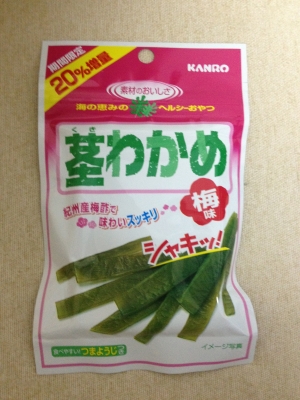 期間限定
20%増量
KANRO
素材のおいしさ
海の恵みの
ヘルシーおやつ
くき
茎わかめ
梅味
紀州産梅酢で
味わいスッキリ
シャキッ!
食べやすい!つまようじつき
イメージ写真